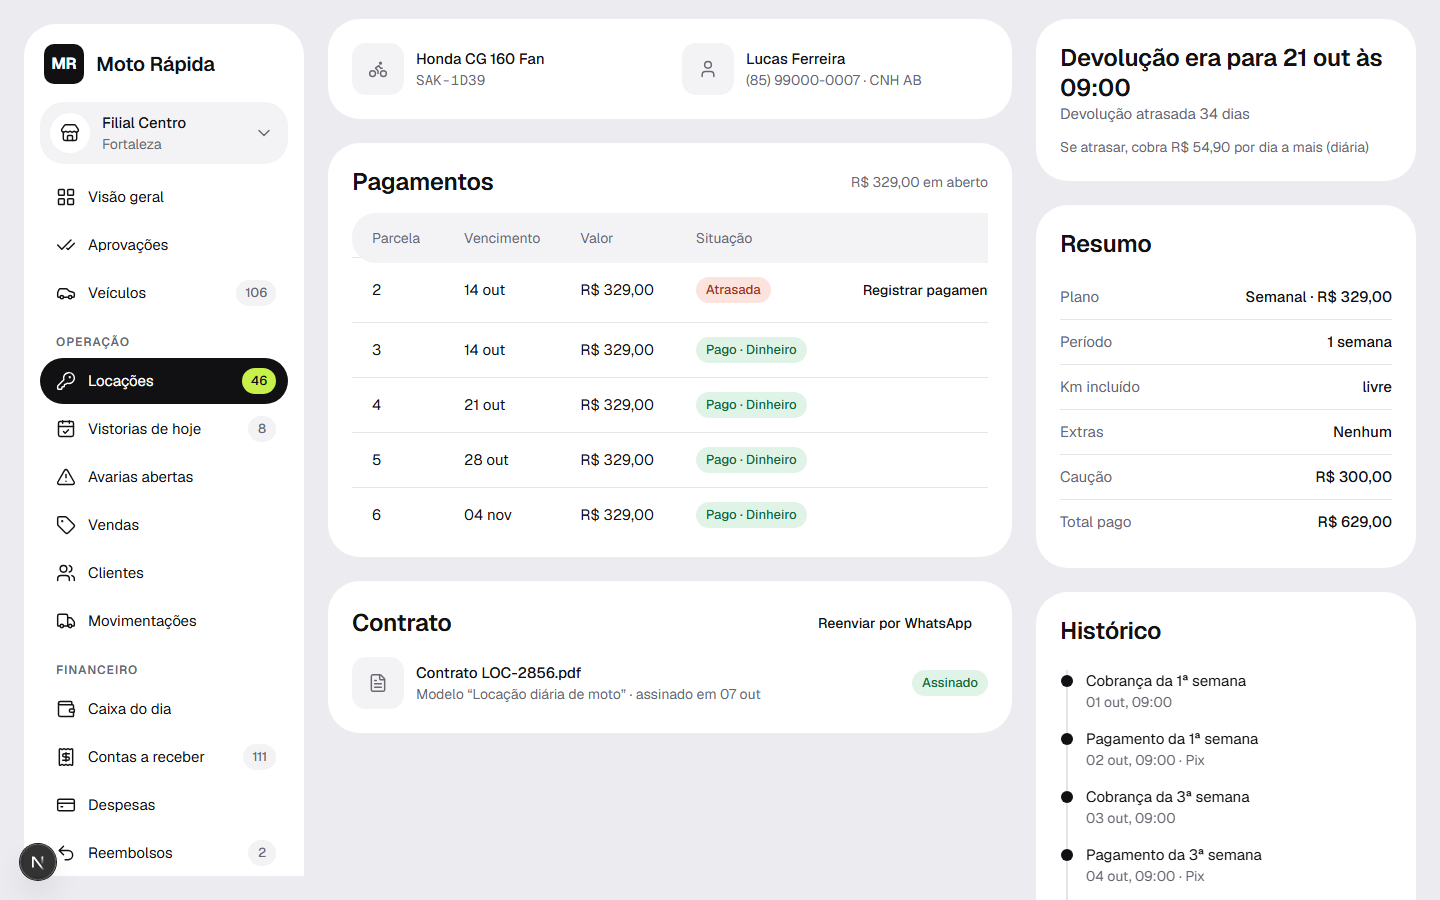 MR Moto Rápida
Filial Centro
Fortaleza
Visão geral
Aprovações
Veículos 106
OPERAÇÃO
Locações 46
Vistorias de hoje 8
Avarias abertas
Vendas
Clientes
Movimentações
FINANCEIRO
Caixa do dia
Contas a receber 111
Despesas
Reembolsos 2
N
Honda CG 160 Fan
SAK-1D39
Lucas Ferreira
(85) 99000-0007 · CNH AB
Pagamentos R$ 329,00 em aberto
Parcela Vencimento Valor Situação
2 14 out R$ 329,00 Atrasada Registrar pagamen
3 14 out R$ 329,00 Pago · Dinheiro
4 21 out R$ 329,00 Pago · Dinheiro
5 28 out R$ 329,00 Pago · Dinheiro
6 04 nov R$ 329,00 Pago · Dinheiro
Contrato Reenviar por WhatsApp
Contrato LOC-2856.pdf
Modelo “Locação diária de moto” · assinado em 07 out
Assinado
Devolução era para 21 out às
09:00
Devolução atrasada 34 dias
Se atrasar, cobra R$ 54,90 por dia a mais (diária)
Resumo
Plano Semanal · R$ 329,00
Período 1 semana
Km incluído livre
Extras Nenhum
Caução R$ 300,00
Total pago R$ 629,00
Histórico
Cobrança da 1ª semana
01 out, 09:00
Pagamento da 1ª semana
02 out, 09:00 · Pix
Cobrança da 3ª semana
03 out, 09:00
Pagamento da 3ª semana
04 out, 09:00 · Pix